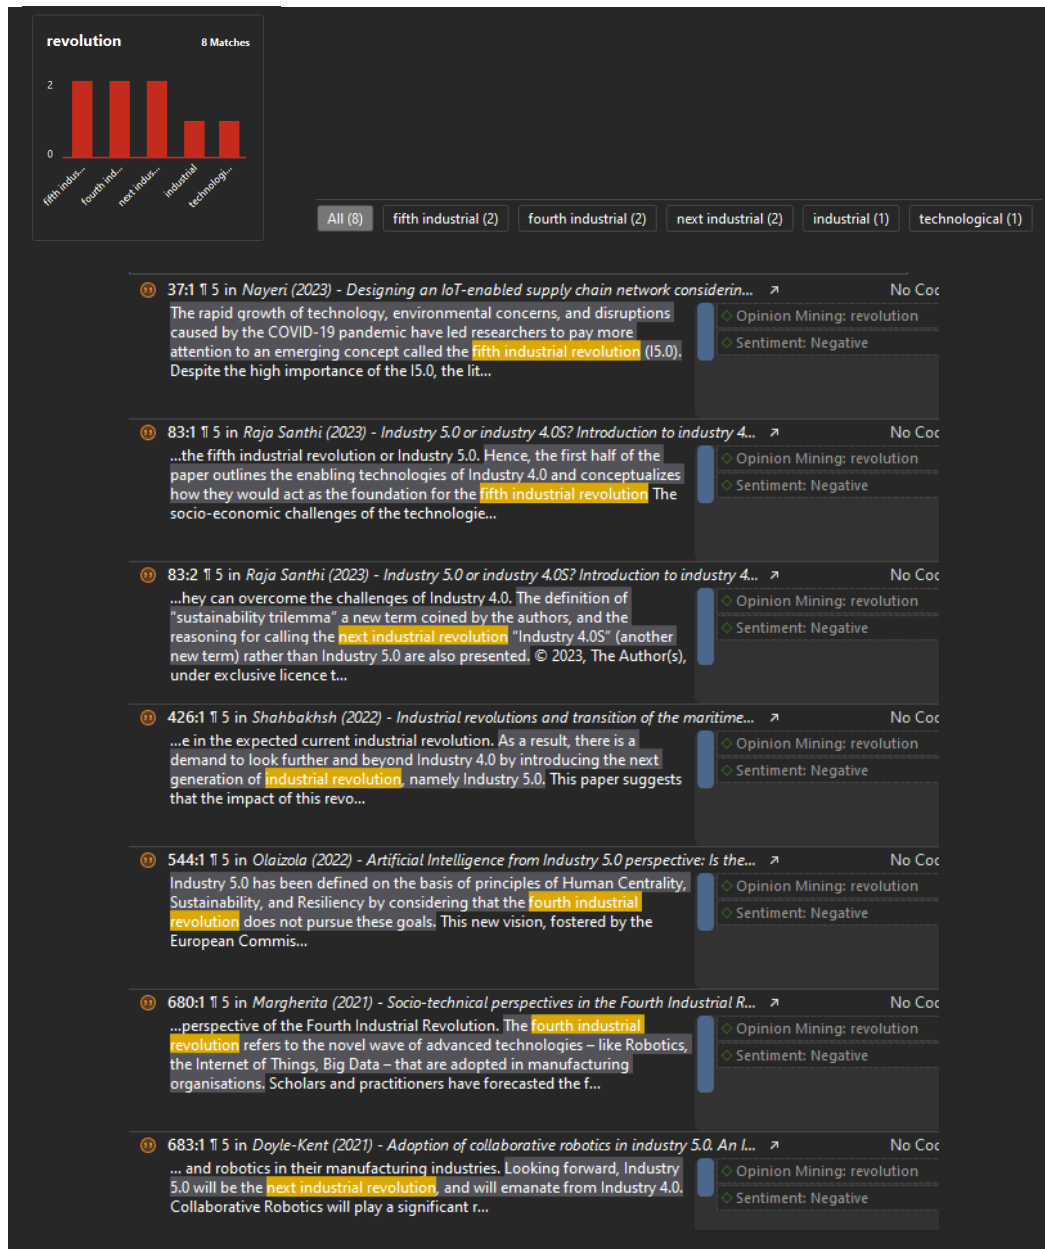 revolution 8 Matches
2
0
fifth indus...
fourth ind...
next indus...
industrial
technologi...
All (8) fifth industrial (2) fourth industrial (2) next industrial (2) industrial (1) technological (1)
37:1 ¶ 5 in Nayeri (2023) - Designing an IoT-enabled supply chain network considerin... ↗ No Coc
The rapid growth of technology, environmental concerns, and disruptions
caused by the COVID-19 pandemic have led researchers to pay more
attention to an emerging concept called the fifth industrial revolution (I5.0).
Despite the high importance of the I5.0, the lit...
Opinion Mining: revolution
Sentiment: Negative
83:1 ¶ 5 in Raja Santhi (2023) - Industry 5.0 or industry 4.0S? Introduction to industry 4... ↗ No Coc
...the fifth industrial revolution or Industry 5.0. Hence, the first half of the
paper outlines the enabling technologies of Industry 4.0 and conceptualizes
how they would act as the foundation for the fifth industrial revolution The
socio-economic challenges of the technologie...
Opinion Mining: revolution
Sentiment: Negative
83:2 ¶ 5 in Raja Santhi (2023) - Industry 5.0 or industry 4.0S? Introduction to industry 4... ↗ No Coc
...hey can overcome the challenges of Industry 4.0. The definition of
“sustainability trilemma” a new term coined by the authors, and the
reasoning for calling the next industrial revolution “Industry 4.0S” (another
new term) rather than Industry 5.0 are also presented. © 2023, The Author(s),
under exclusive licence t...
Opinion Mining: revolution
Sentiment: Negative
426:1 ¶ 5 in Shahbakhsh (2022) - Industrial revolutions and transition of the maritime... ↗ No Coc
...e in the expected current industrial revolution. As a result, there is a
demand to look further and beyond Industry 4.0 by introducing the next
generation of industrial revolution, namely Industry 5.0. This paper suggests
that the impact of this revo...
Opinion Mining: revolution
Sentiment: Negative
544:1 ¶ 5 in Olaizola (2022) - Artificial Intelligence from Industry 5.0 perspective: Is the... ↗ No Coc
Industry 5.0 has been defined on the basis of principles of Human Centrality,
Sustainability, and Resiliency by considering that the fourth industrial
revolution does not pursue these goals. This new vision, fostered by the
European Commis...
Opinion Mining: revolution
Sentiment: Negative
680:1 ¶ 5 in Margherita (2021) - Socio-technical perspectives in the Fourth Industrial R... ↗ No Coc
...perspective of the Fourth Industrial Revolution. The fourth industrial
revolution refers to the novel wave of advanced technologies – like Robotics,
the Internet of Things, Big Data – that are adopted in manufacturing
organisations. Scholars and practitioners have forecasted the f...
Opinion Mining: revolution
Sentiment: Negative
683:1 ¶ 5 in Doyle-Kent (2021) - Adoption of collaborative robotics in industry 5.0. An I... ↗ No Coc
... and robotics in their manufacturing industries. Looking forward, Industry
5.0 will be the next industrial revolution, and will emanate from Industry 4.0.
Collaborative Robotics will play a significant r...
Opinion Mining: revolution
Sentiment: Negative